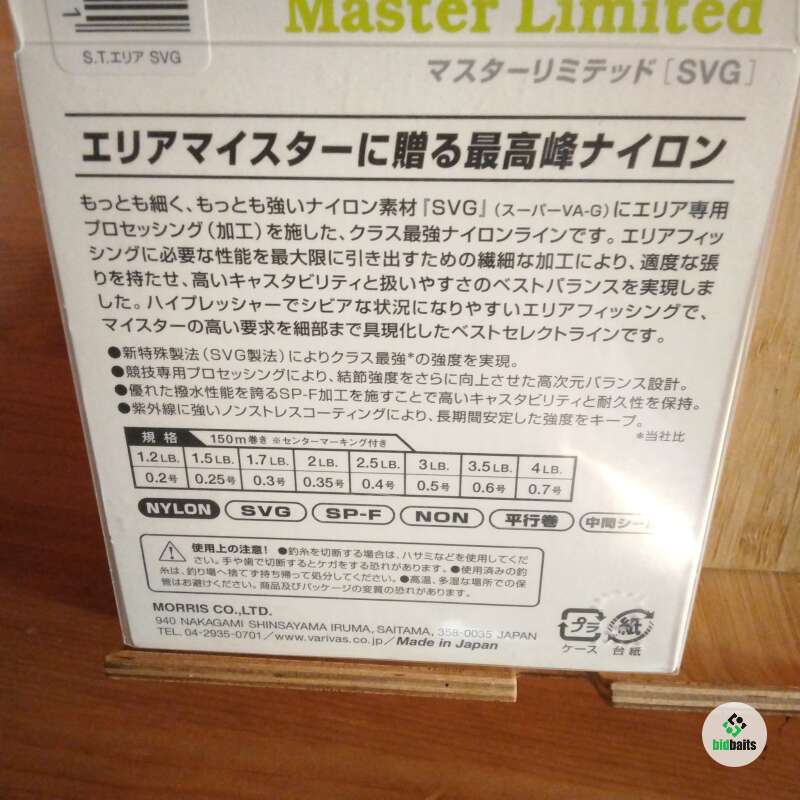 Master Limited
1
S.T.エリア SVG
マスターリミテッド[SVG]
エリアマイスターに贈る最高峰ナイロン
もっとも細く、もっとも強いナイロン素材『SVG』(スーパーVA-G)にエリア専用
プロセッシング(加工)を施した、クラス最強ナイロンラインです。エリアフィッ
シングに必要な性能を最大限に引き出すための繊細な加工により、適度な張
りを持たせ、高いキャスタビリティと扱いやすさのベストバランスを実現しま
した。ハイプレッシャーでシビアな状況になりやすいエリアフィッシングで、
マイスターの高い要求を細部まで具現化したベストセレクトラインです。
●新特殊製法(SVG製法)によりクラス最強*の強度を実現。
●競技専用プロセッシングにより、結節強度をさらに向上させた高次元バランス設計。
●優れた撥水性能を誇るSP-F加工を施すことで高いキャスタビリティと耐久性を保持。
●紫外線に強いノンストレスコーティングにより、長期間安定した強度をキープ。
*当社比
規格 150m巻き ※センターマーキング付き
1.2LB. 1.5LB. 1.7LB. 2LB. 2.5LB. 3LB. 3.5LB. 4LB.
0.2号 0.25号 0.3号 0.35号 0.4号 0.5号 0.6号 0.7号
NYLON SVG SP-F NON 平行巻 中間シー
使用上の注意! ●釣糸を切断する場合は、ハサミなどを使用してくだ
さい。手や歯で切断するとケガをする恐れがあります。●使用済みの釣
糸は、釣り場へ捨てず持ち帰って処分してください。●高温、多湿な場所での保
管はお避けください。商品及びパッケージの変質の恐れがあります。
MORRIS CO.,LTD.
940 NAKAGAMI SHINSAYAMA IRUMA, SAITAMA, 358-0035 JAPAN
TEL. 04-2935-0701/www.varivas.co.jp/Made in Japan
プラ
ケース
紙
台紙
bidbaits